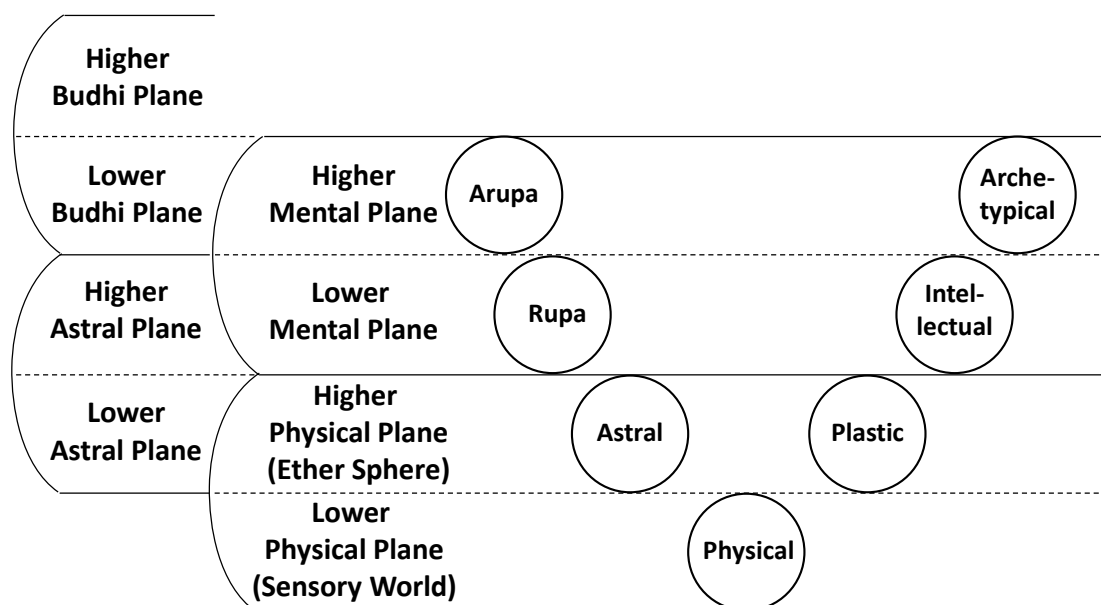 Higher
Budhi Plane
Lower
Budhi Plane
Higher
Mental Plane
Arupa
Arche-
typical
Higher
Astral Plane
Lower
Mental Plane
Rupa
Intel-
lectual
Lower
Astral Plane
Higher
Physical Plane
(Ether Sphere)
Astral
Plastic
Lower
Physical Plane
(Sensory World)
Physical